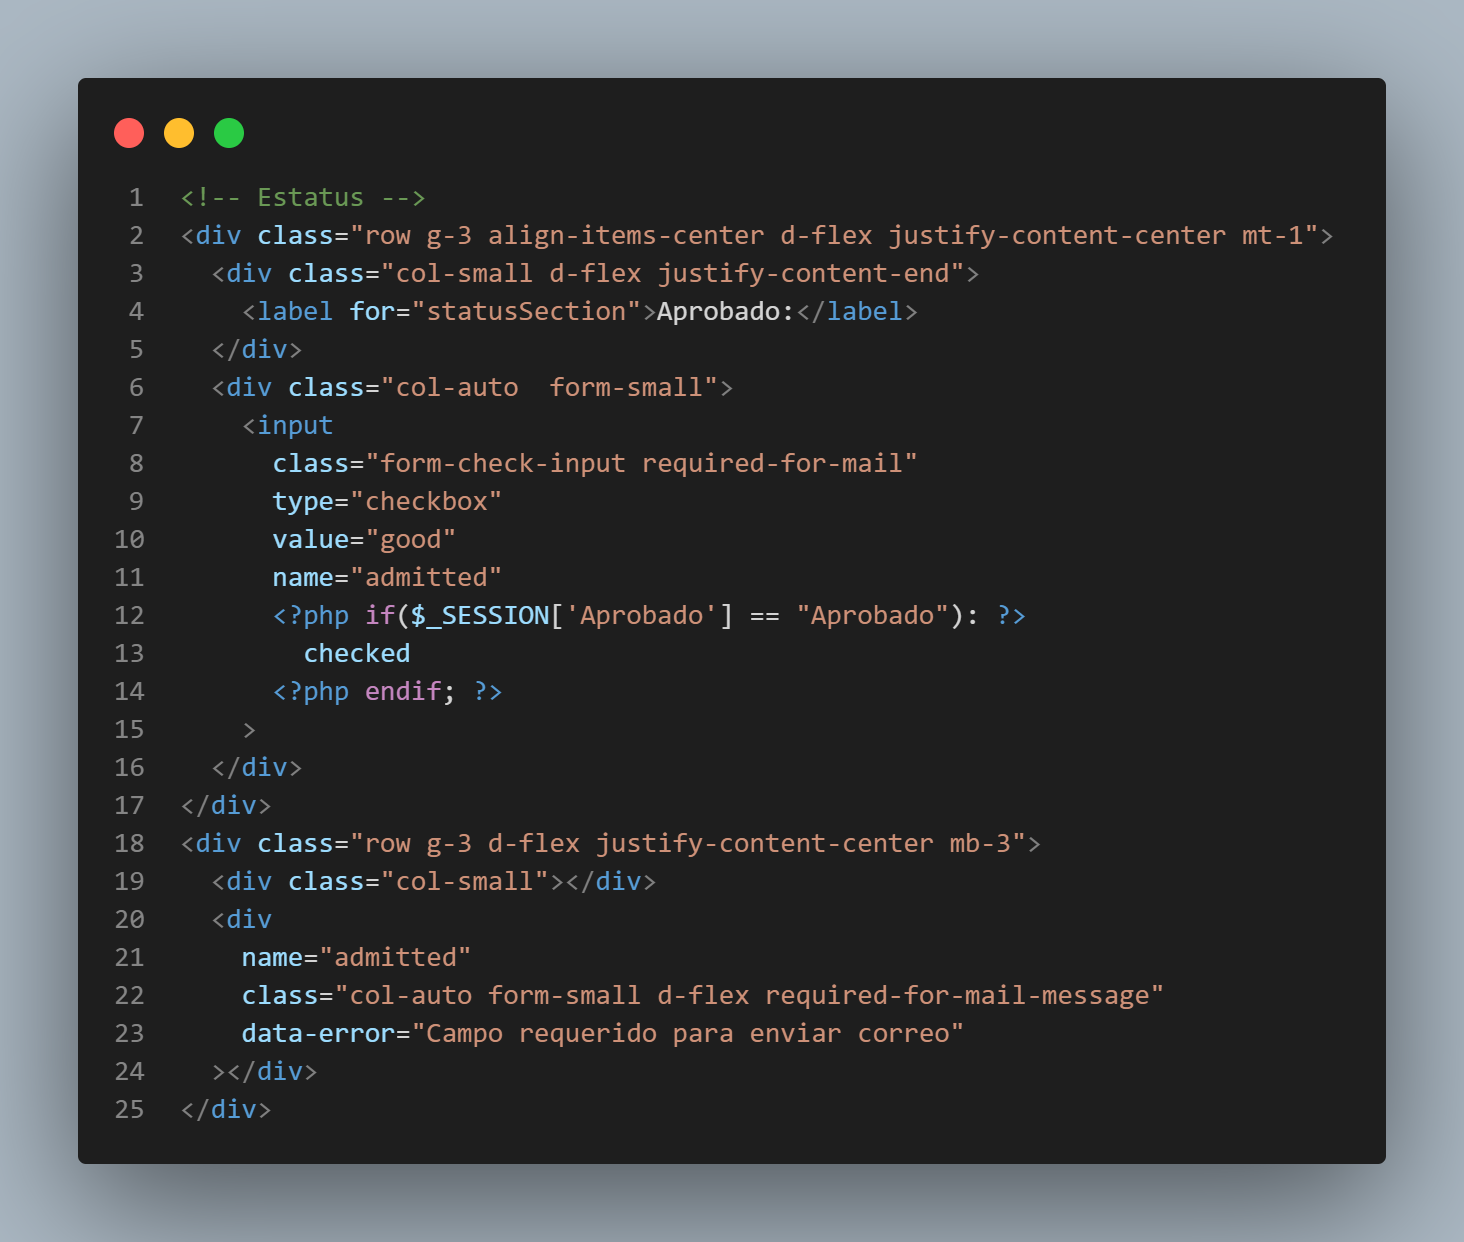 1 <!-- Estatus -->
2 <div class="row g-3 align-items-center d-flex justify-content-center mt-1">
3   <div class="col-small d-flex justify-content-end">
4     <label for="statusSection">Aprobado:</label>
5   </div>
6   <div class="col-auto  form-small">
7     <input
8       class="form-check-input required-for-mail"
9       type="checkbox"
10       value="good"
11       name="admitted"
12       <?php if($_SESSION['Aprobado'] == "Aprobado"): ?>
13         checked
14       <?php endif; ?>
15     >
16   </div>
17 </div>
18 <div class="row g-3 d-flex justify-content-center mb-3">
19   <div class="col-small"></div>
20   <div
21     name="admitted"
22     class="col-auto form-small d-flex required-for-mail-message"
23     data-error="Campo requerido para enviar correo"
24   ></div>
25 </div>